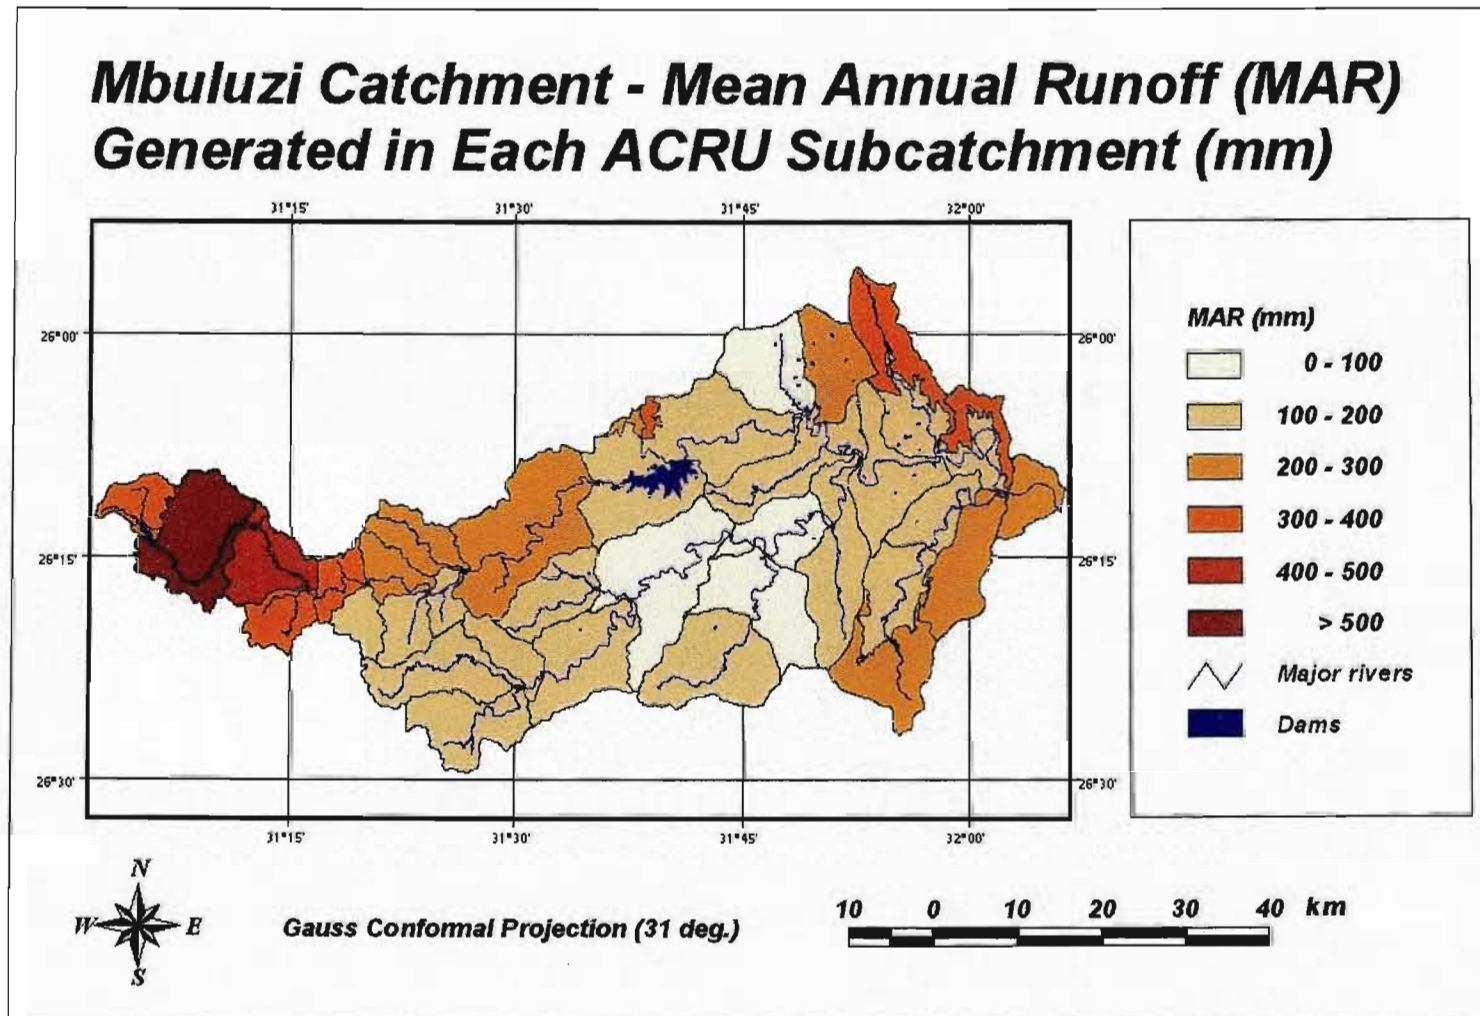 Mbuluzi Catchment - Mean Annual Runoff (MAR)
Generated in Each ACRU Subcatchment (mm)
31°15' 31°30' 31°45' 32°00'
26°00' 26°00'
26°15' 26°15'
26°30' 26°30'
31°15' 31°30' 31°45' 32°00'
MAR (mm)
0 - 100
100 - 200
200 - 300
300 - 400
400 - 500
> 500
Major rivers
Dams
N
W E
S
Gauss Conformal Projection (31 deg.)
10 0 10 20 30 40 km